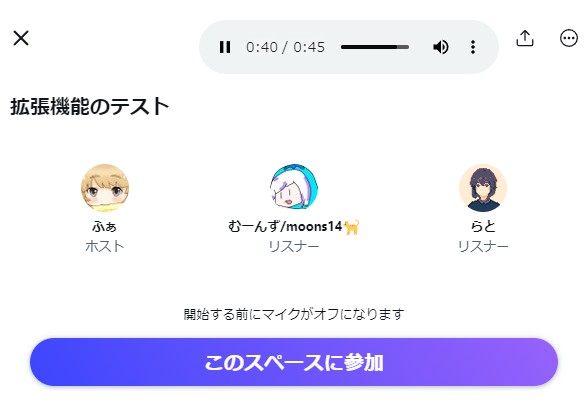 0:40 / 0:45
拡張機能のテスト
ふぁ
ホスト
むーんず/moons14🐈
リスナー
らと
リスナー
開始する前にマイクがオフになります
このスペースに参加